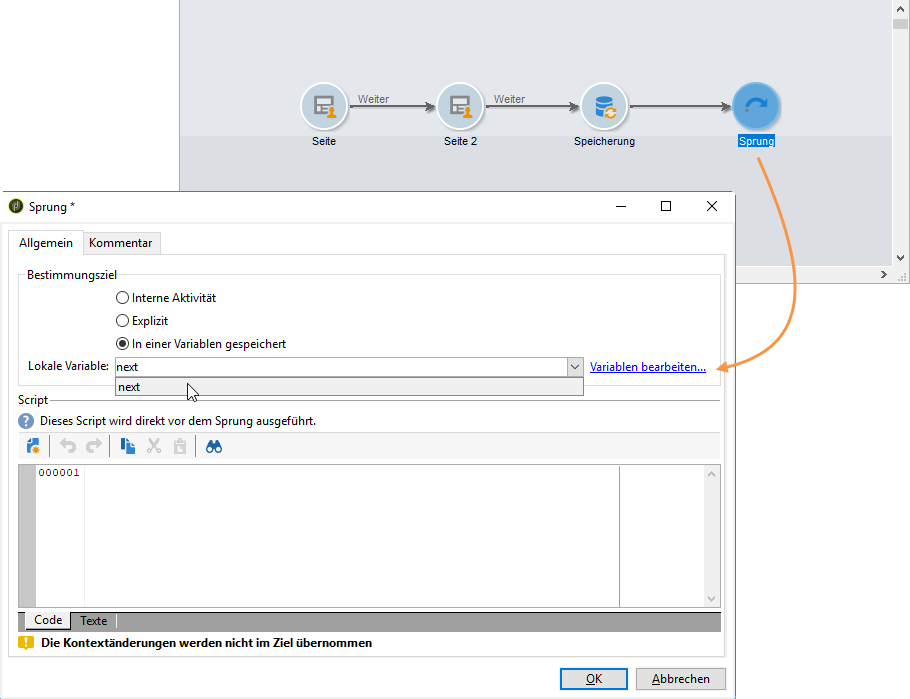 Weiter
Weiter
Seite
Seite 2
Speicherung
Sprung
Sprung *
Allgemein
Kommentar
Bestimmungsziel
Interne Aktivität
Explizit
In einer Variablen gespeichert
Lokale Variable:
next
Variablen bearbeiten...
next
Script
Dieses Script wird direkt vor dem Sprung ausgeführt.
000001
Code
Texte
Die Kontextänderungen werden nicht im Ziel übernommen
OK
Abbrechen